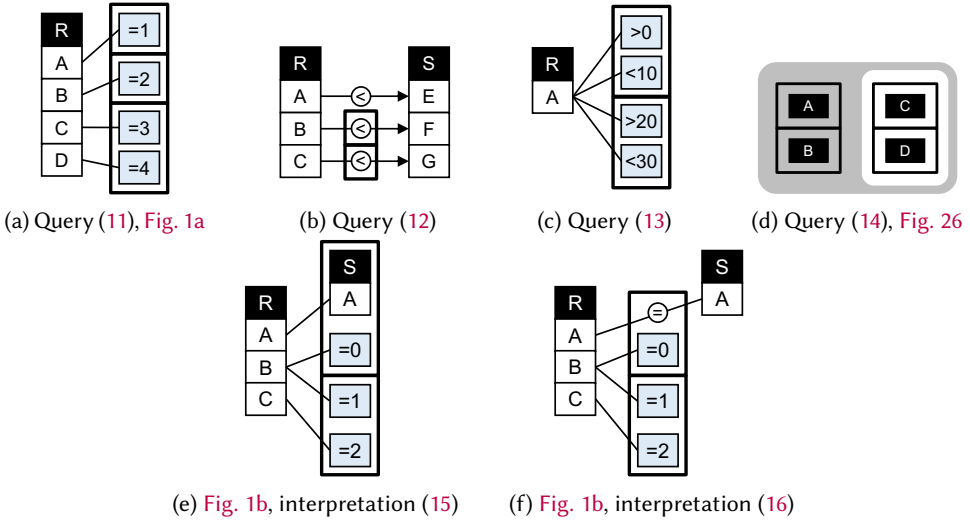 R
A
B
C
D
=1
=2
=3
=4
(a) Query (11), Fig. 1a
R
A
B
C
<
<
<
S
E
F
G
(b) Query (12)
R
A
>0
<10
>20
<30
(c) Query (13)
A
B
C
D
(d) Query (14), Fig. 26
R
A
B
C
S
A
=0
=1
=2
(e) Fig. 1b, interpretation (15)
R
A
B
C
=
=0
=1
=2
S
A
(f) Fig. 1b, interpretation (16)